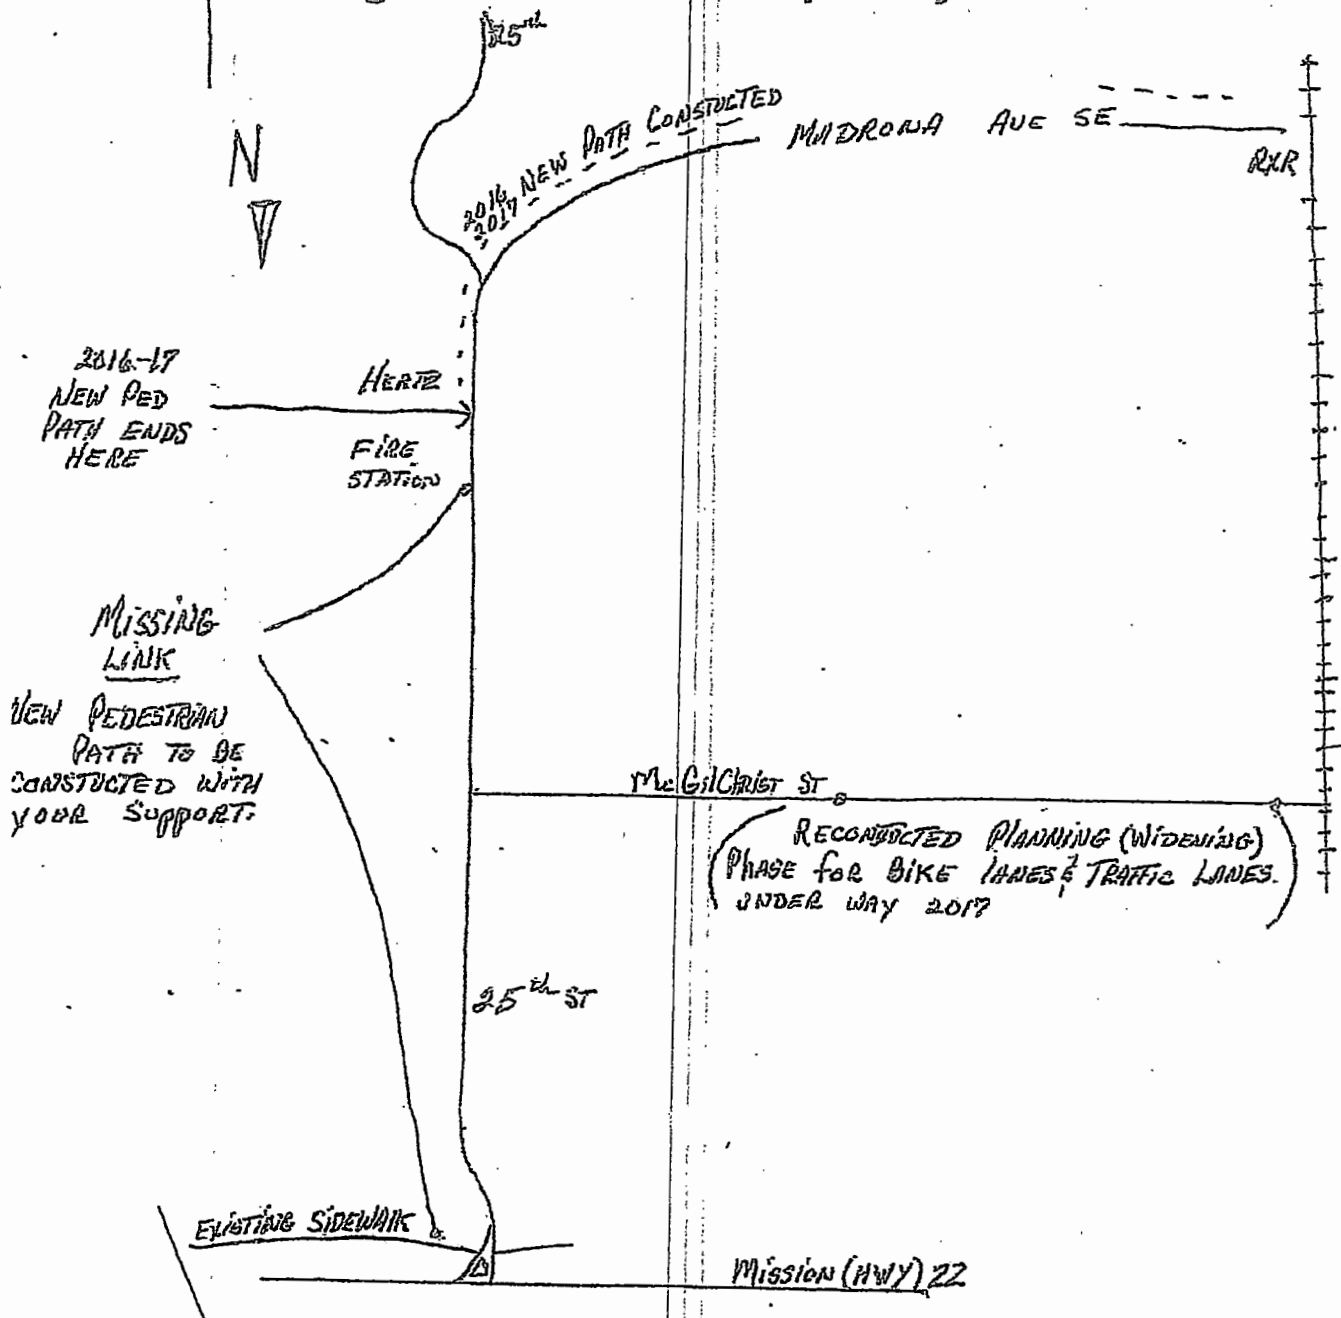 25th
2016 NEW PATH CONSTUCTED
2017
MADRONA AVE SE
RXR
N
2016-17
NEW PED
PATH ENDS
HERE
HERTZ
FIRE
STATION
MISSING
LINK
NEW PEDESTRIAN
PATH TO BE
CONSTUCTED WITH
YOUR SUPPORT.
McGilCHRIST ST
RECONDUCTED PLANNING (WIDENING)
PHASE FOR BIKE LANES & TRAFFIC LANES.
UNDER WAY 2017
25th ST
EXISTING SIDEWALK
MISSION (HWY) 22